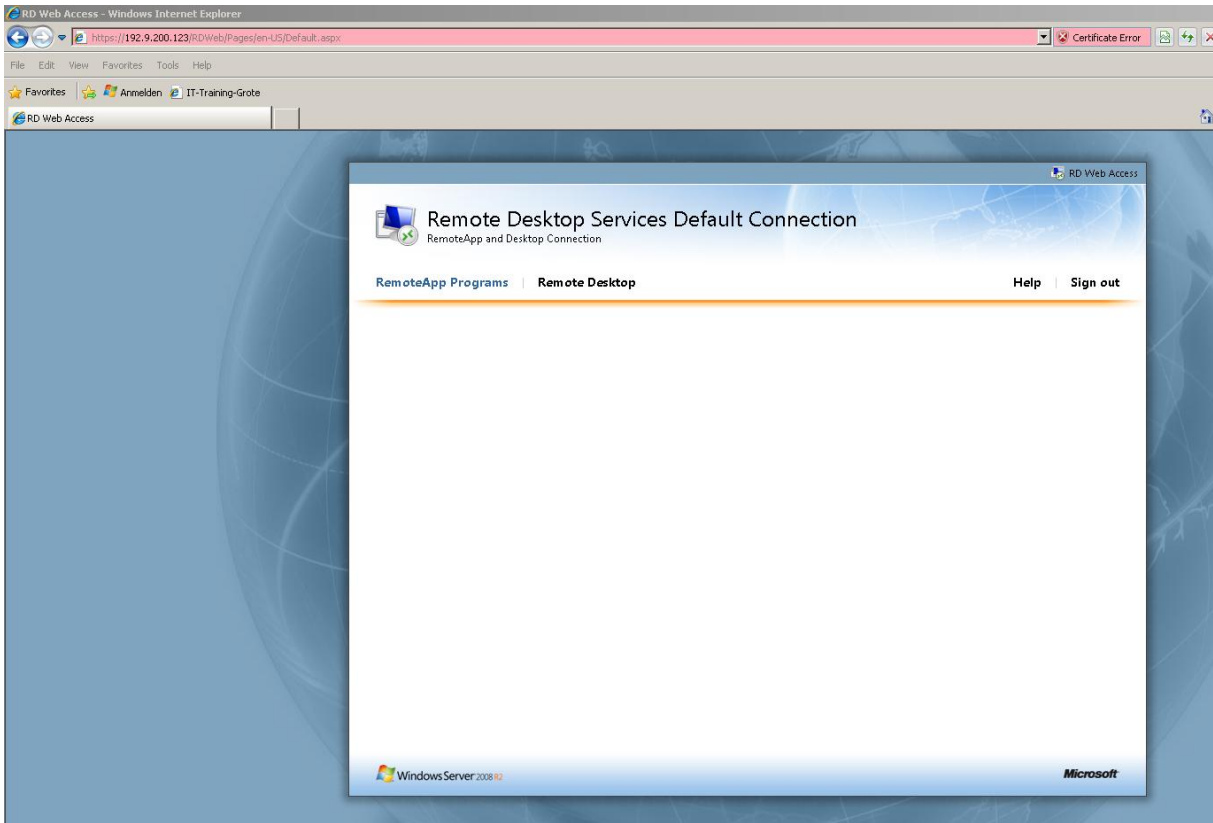 RD Web Access - Windows Internet Explorer
https://192.9.200.123/RDWeb/Pages/en-US/Default.aspx
Certificate Error
File Edit View Favorites Tools Help
Favorites Anmelden IT-Training-Grote
RD Web Access
RD Web Access
Remote Desktop Services Default Connection
RemoteApp and Desktop Connection
RemoteApp Programs Remote Desktop Help Sign out
Windows Server 2008 R2 Microsoft